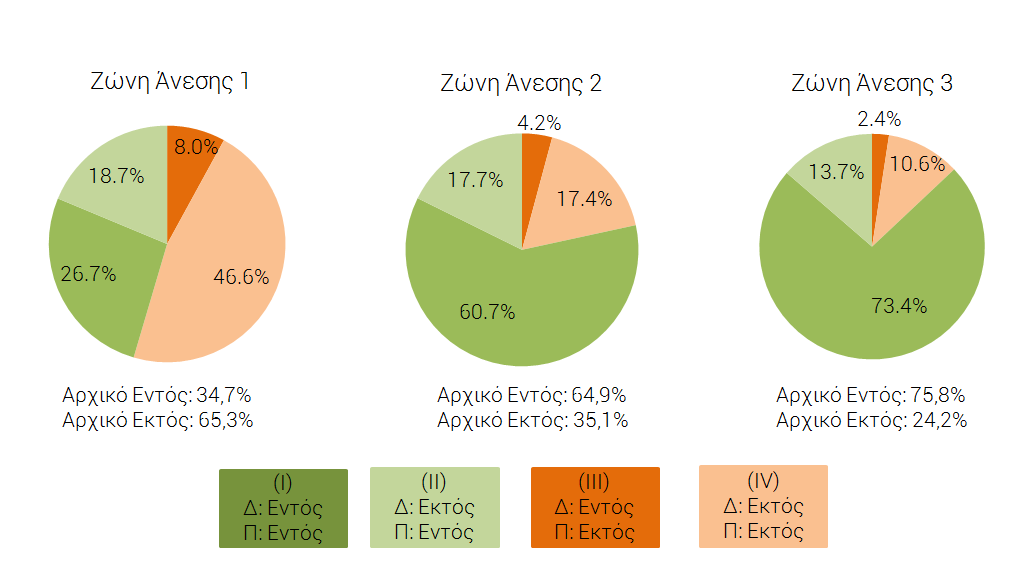 Ζώνη Άνεσης 1
8.0%
18.7%
26.7%
46.6%
Αρχικό Εντός: 34,7%
Αρχικό Εκτός: 65,3%
Ζώνη Άνεσης 2
4.2%
17.7%
17.4%
60.7%
Αρχικό Εντός: 64,9%
Αρχικό Εκτός: 35,1%
Ζώνη Άνεσης 3
2.4%
13.7%
10.6%
73.4%
Αρχικό Εντός: 75,8%
Αρχικό Εκτός: 24,2%
(I)
Δ: Εντός
Π: Εντός
(II)
Δ: Εκτός
Π: Εντός
(III)
Δ: Εντός
Π: Εκτός
(IV)
Δ: Εκτός
Π: Εκτός